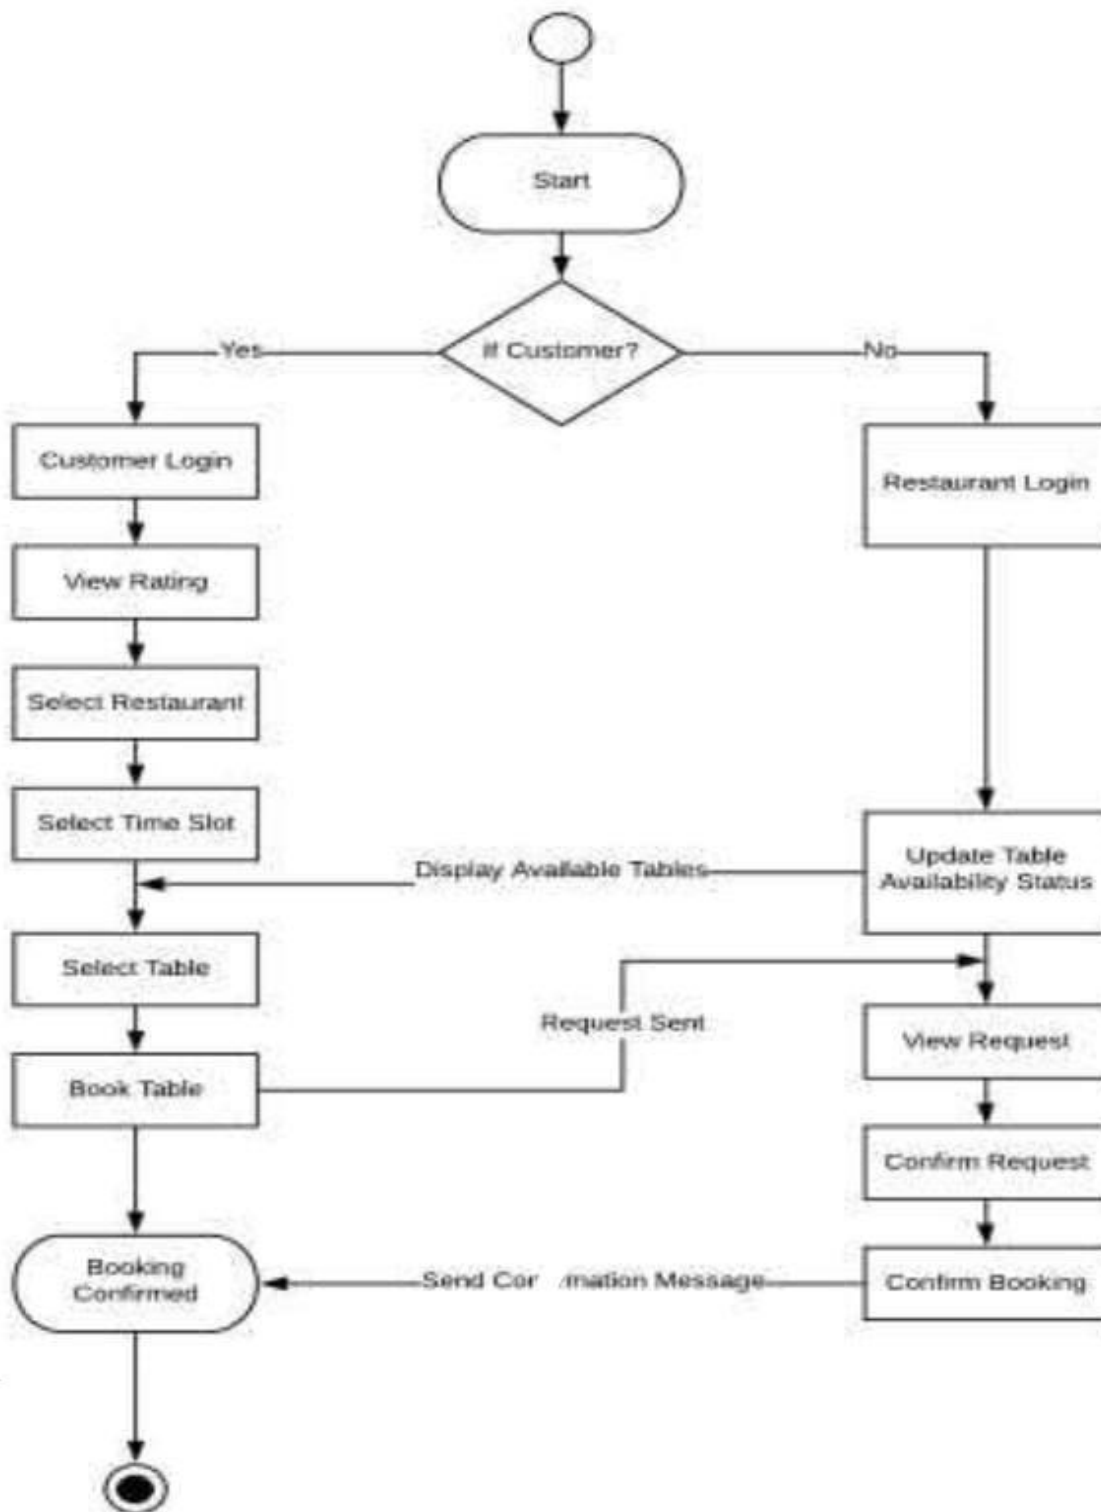 Start
If Customer?
Yes
No
Customer Login
Restaurant Login
View Rating
Select Restaurant
Select Time Slot
Display Available Tables
Update Table
Availability Status
Select Table
Request Sent
View Request
Book Table
Confirm Request
Booking
Confirmed
Send Cor mation Message
Confirm Booking